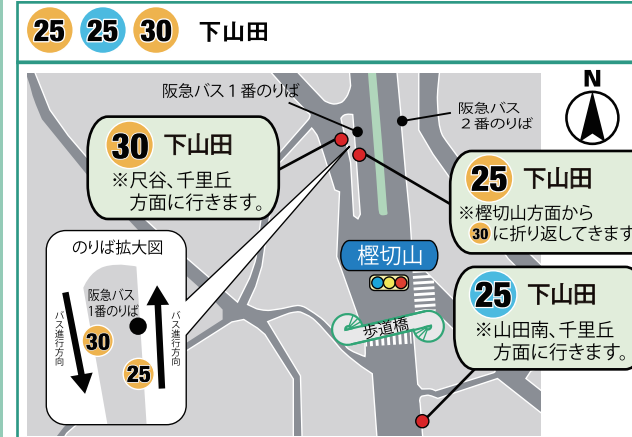 25 25 30 下山田
阪急バス1番のりば
阪急バス
2番のりば
N
30 下山田
※尺谷、千里丘
方面に行きます。
25 下山田
※樫切山方面から
30に折り返してきます
のりば拡大図
阪急バス
1番のりば
バス進行方向
30
25
バス進行方向
樫切山
歩道橋
25 下山田
※山田南、千里丘
方面に行きます。